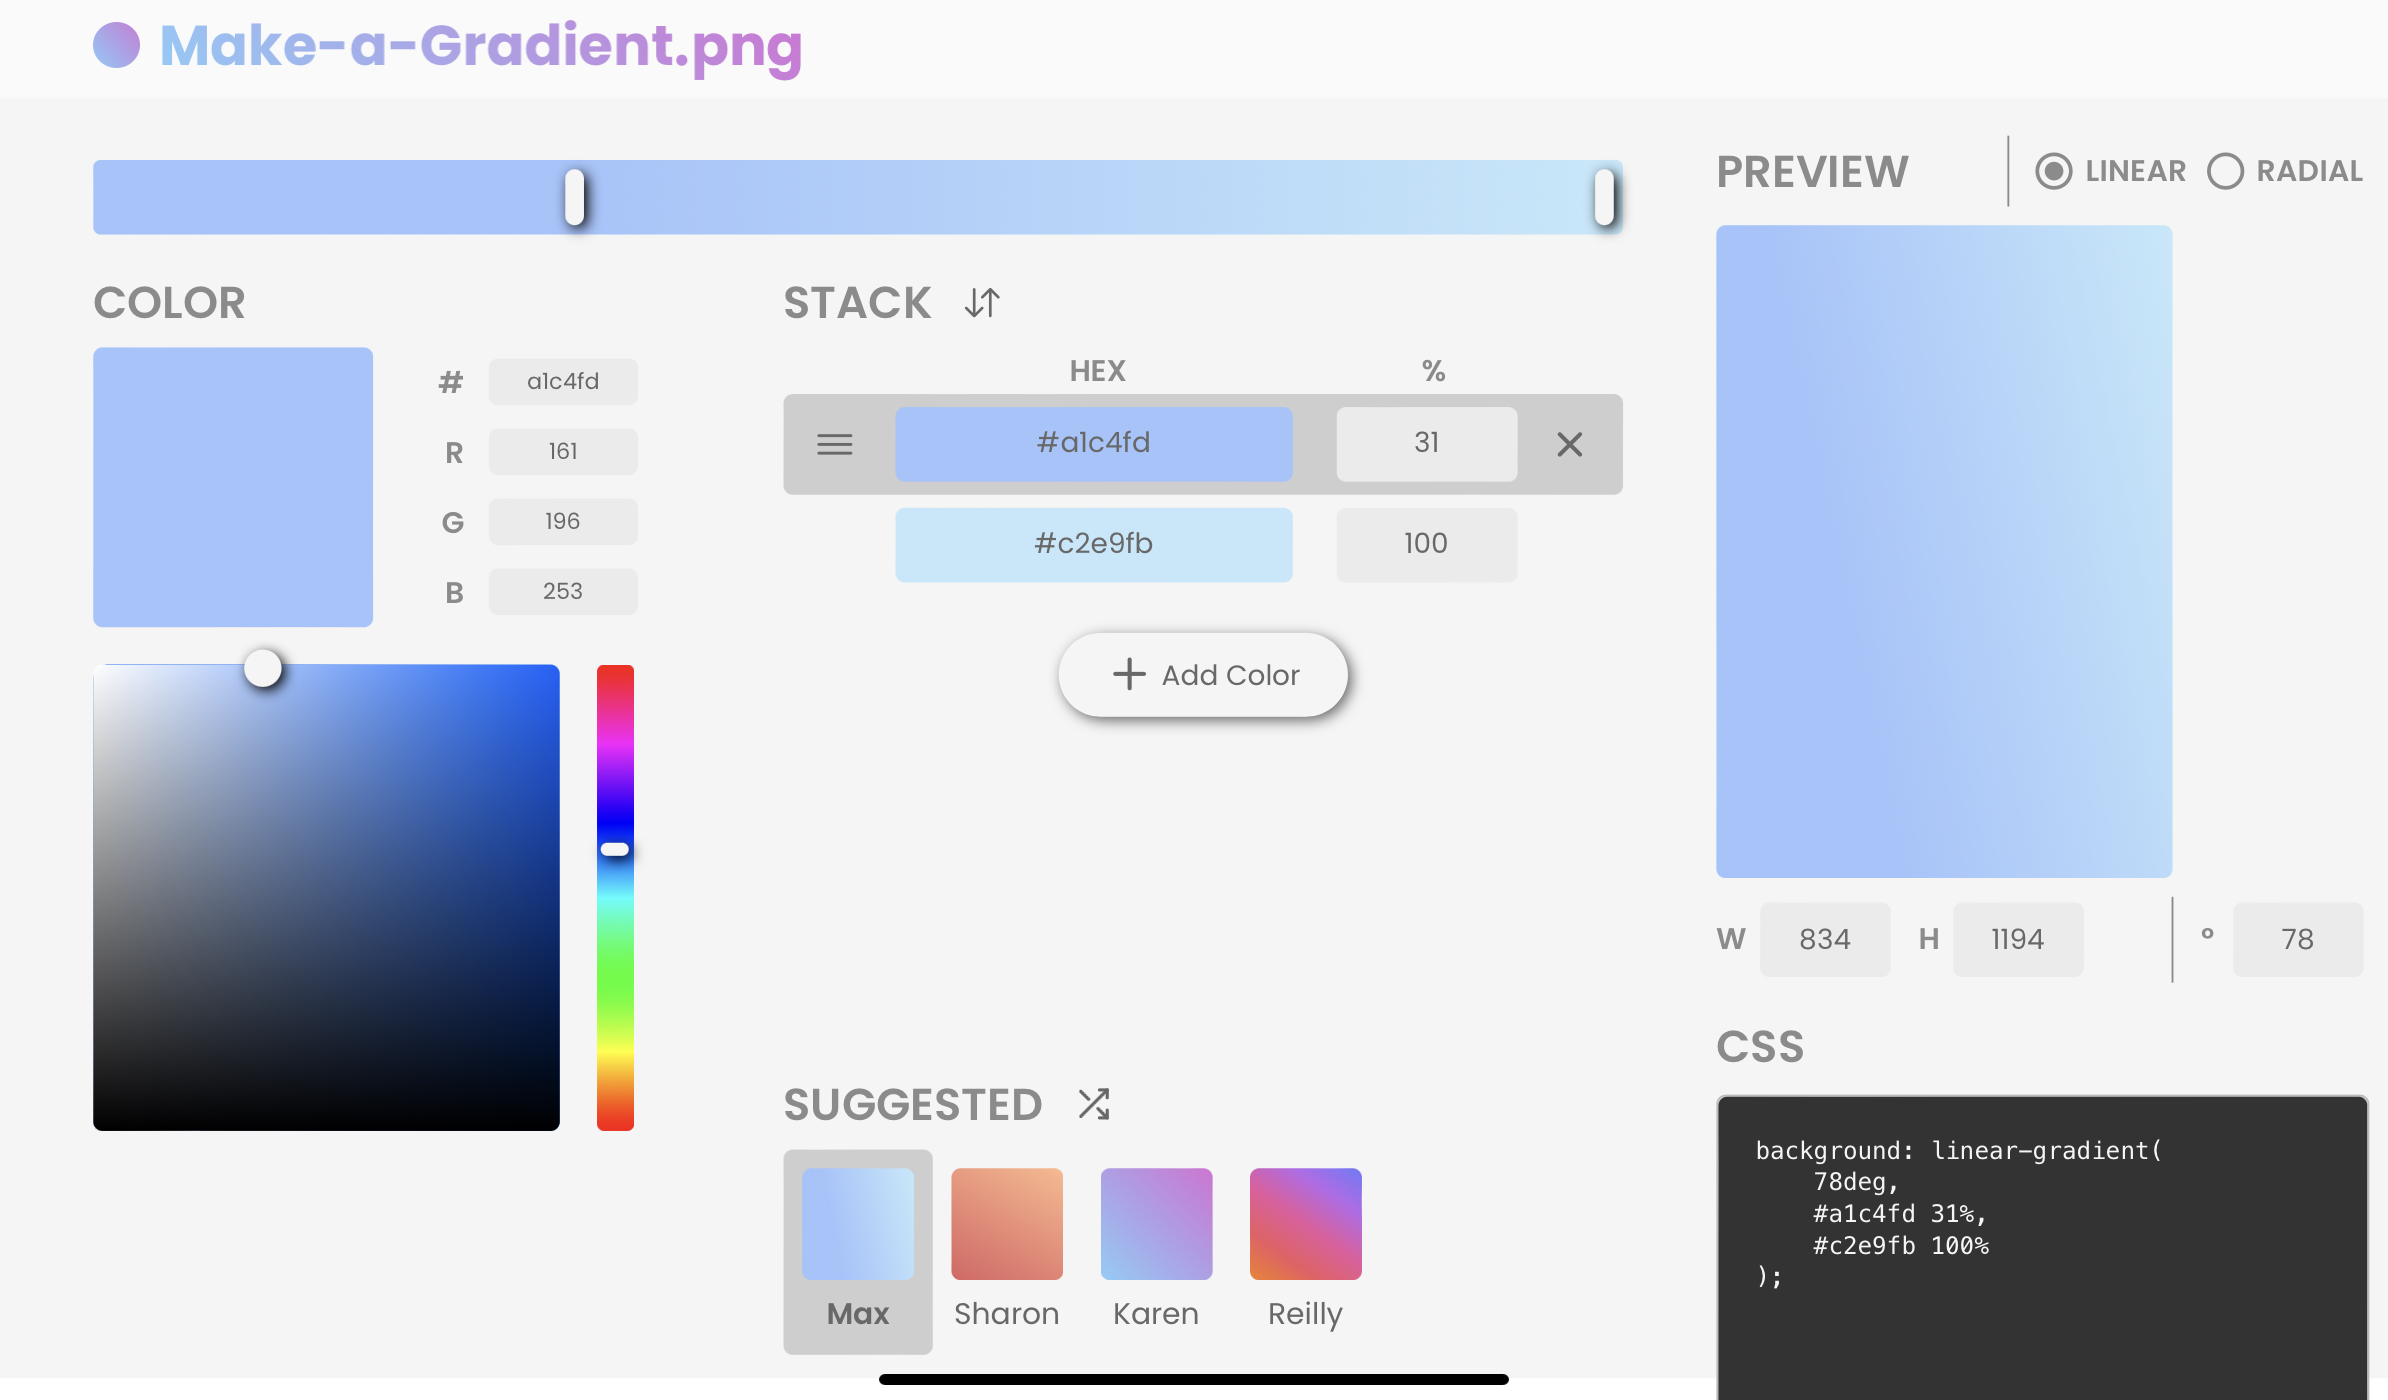 Make-a-Gradient.png
PREVIEW
LINEAR
RADIAL
COLOR
# a1c4fd
R 161
G 196
B 253
STACK
HEX %
#a1c4fd 31
#c2e9fb 100
Add Color
W 834 H 1194 ° 78
SUGGESTED
Max Sharon Karen Reilly
CSS
background: linear-gradient(
78deg,
#a1c4fd 31%,
#c2e9fb 100%
);